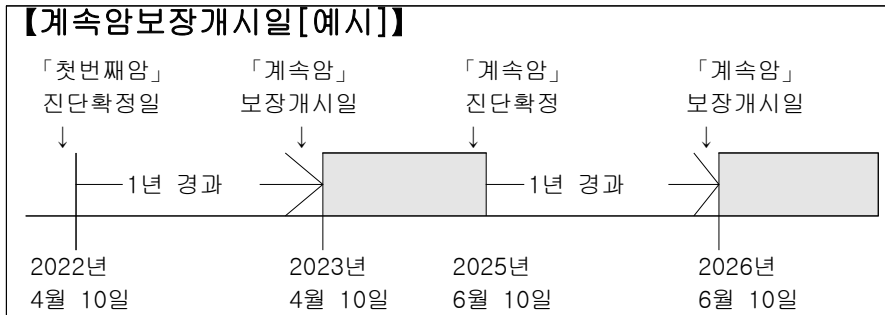 【계속암보장개시일[예시]】
「첫번째암」 「계속암」 「계속암」 「계속암」
진단확정일 보장개시일 진단확정 보장개시일
↓ ↓ ↓ ↓
1년 경과 1년 경과
2022년 2023년 2025년 2026년
4월 10일 4월 10일 6월 10일 6월 10일